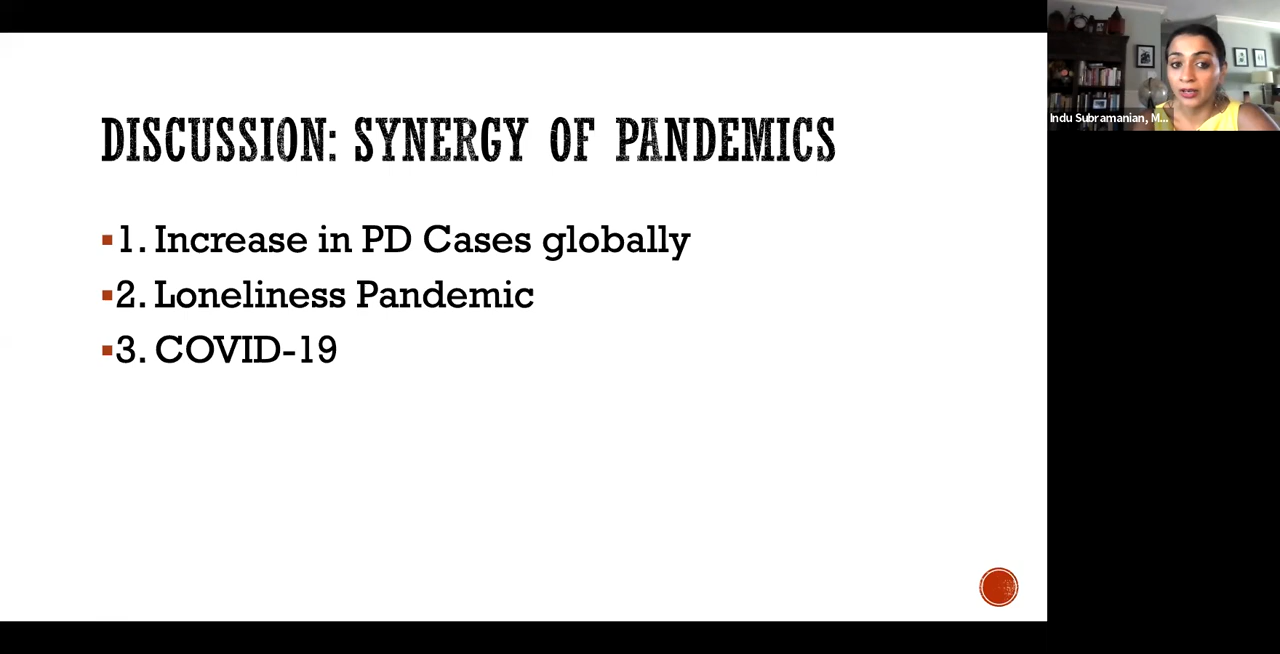 DISCUSSION: SYNERGY OF PANDEMICS
▪1. Increase in PD Cases globally
▪2. Loneliness Pandemic
▪3. COVID-19
Indu Subramanian, M...